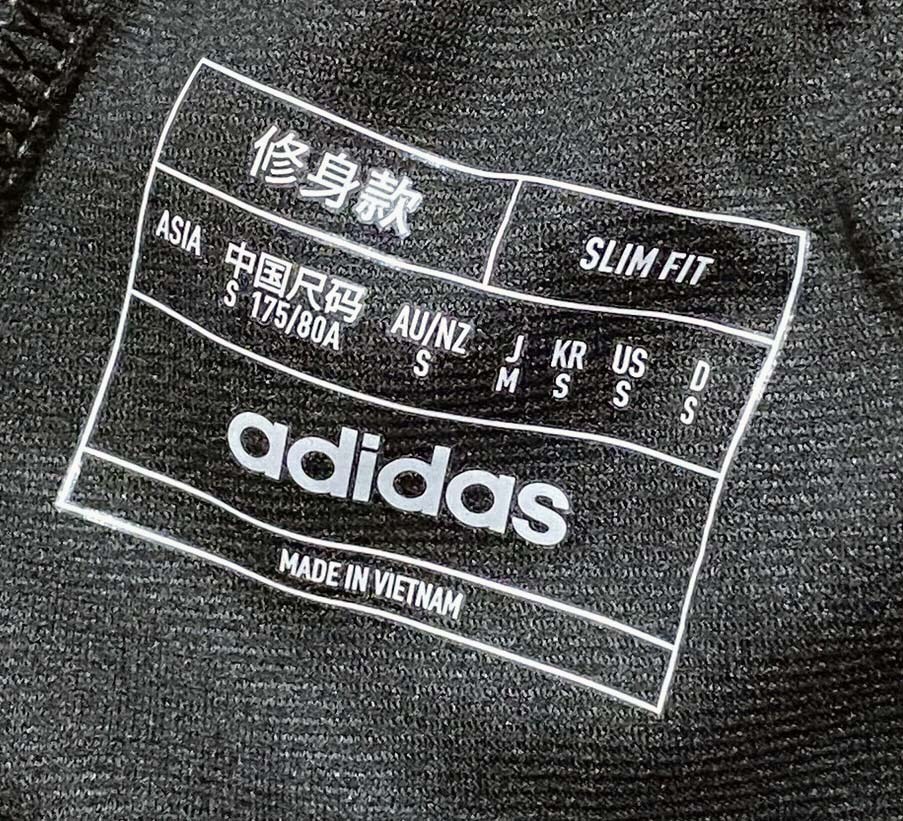 修身款 SLIM FIT
ASIA 中国尺码 AU/NZ J KR US D
S 175/80A S M S S S
adidas
MADE IN VIETNAM